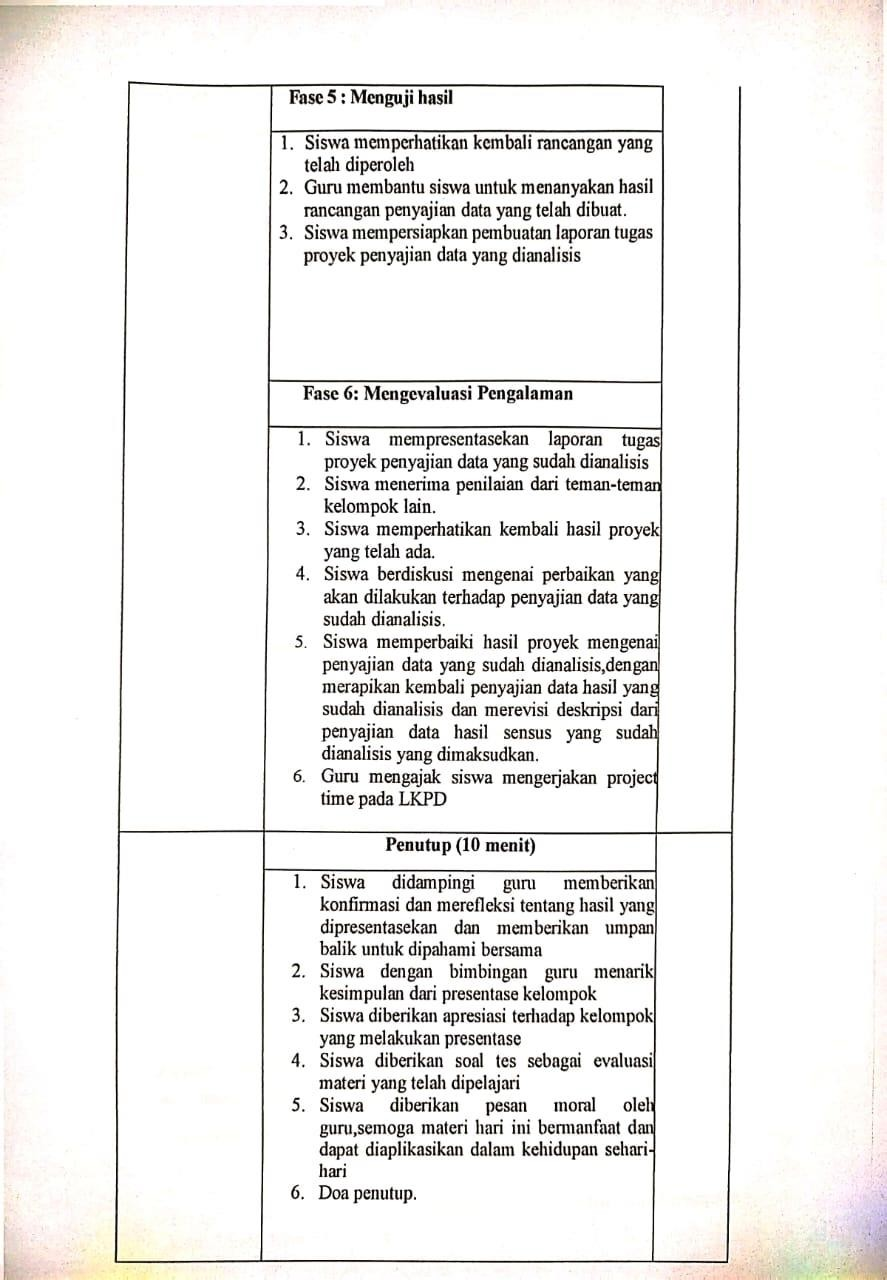 Fase 5 : Menguji hasil
1. Siswa memperhatikan kembali rancangan yang
telah diperoleh
2. Guru membantu siswa untuk menanyakan hasil
rancangan penyajian data yang telah dibuat.
3. Siswa mempersiapkan pembuatan laporan tugas
proyek penyajian data yang dianalisis
Fase 6: Mengevaluasi Pengalaman
1. Siswa mempresentasekan laporan tugas
proyek penyajian data yang sudah dianalisis
2. Siswa menerima penilaian dari teman-teman
kelompok lain.
3. Siswa memperhatikan kembali hasil proyek
yang telah ada.
4. Siswa berdiskusi mengenai perbaikan yang
akan dilakukan terhadap penyajian data yang
sudah dianalisis.
5. Siswa memperbaiki hasil proyek mengenai
penyajian data yang sudah dianalisis,dengan
merapikan kembali penyajian data hasil yang
sudah dianalisis dan merevisi deskripsi dari
penyajian data hasil sensus yang sudah
dianalisis yang dimaksudkan.
6. Guru mengajak siswa mengerjakan project
time pada LKPD
Penutup (10 menit)
1. Siswa didampingi guru memberikan
konfirmasi dan merefleksi tentang hasil yang
dipresentasekan dan memberikan umpan
balik untuk dipahami bersama
2. Siswa dengan bimbingan guru menarik
kesimpulan dari presentase kelompok
3. Siswa diberikan apresiasi terhadap kelompok
yang melakukan presentase
4. Siswa diberikan soal tes sebagai evaluasi
materi yang telah dipelajari
5. Siswa diberikan pesan moral oleh
guru,semoga materi hari ini bermanfaat dan
dapat diaplikasikan dalam kehidupan sehari-
hari
6. Doa penutup.